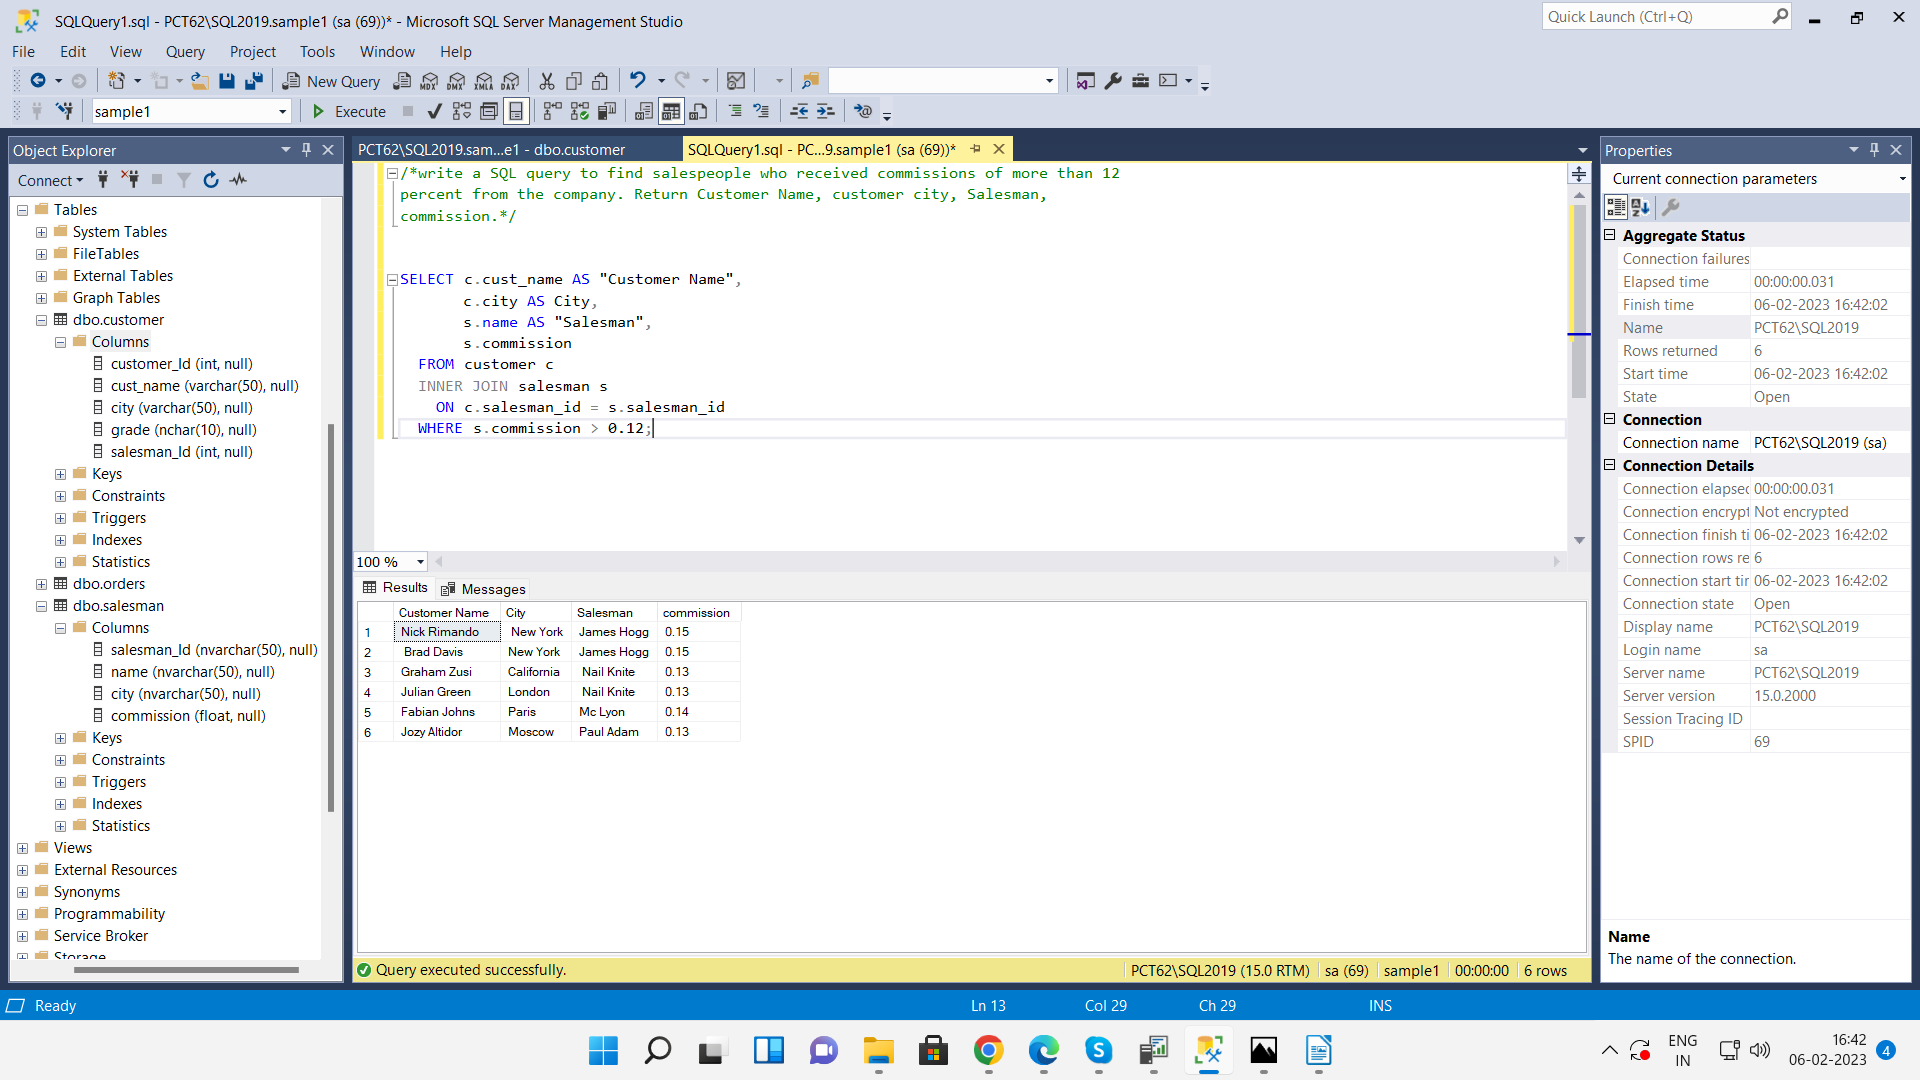 SQLQuery1.sql - PCT62\SQL2019.sample1 (sa (69))* - Microsoft SQL Server Management Studio
Quick Launch (Ctrl+Q)
File Edit View Query Project Tools Window Help
New Query MDX DMX XMLA DAX
sample1 Execute
Object Explorer
Connect
Tables
System Tables
FileTables
External Tables
Graph Tables
dbo.customer
Columns
customer_Id (int, null)
cust_name (varchar(50), null)
city (varchar(50), null)
grade (nchar(10), null)
salesman_Id (int, null)
Keys
Constraints
Triggers
Indexes
Statistics
dbo.orders
dbo.salesman
Columns
salesman_Id (nvarchar(50), null)
name (nvarchar(50), null)
city (nvarchar(50), null)
commission (float, null)
Keys
Constraints
Triggers
Indexes
Statistics
Views
External Resources
Synonyms
Programmability
Service Broker
Storage
PCT62\SQL2019.sam...e1 - dbo.customer
SQLQuery1.sql - PC...9.sample1 (sa (69))*
/*write a SQL query to find salespeople who received commissions of more than 12
percent from the company. Return Customer Name, customer city, Salesman,
commission.*/
SELECT c.cust_name AS "Customer Name",
c.city AS City,
s.name AS "Salesman",
s.commission
FROM customer c
INNER JOIN salesman s
ON c.salesman_id = s.salesman_id
WHERE s.commission > 0.12;
100 %
Results Messages
Customer Name City Salesman commission
1 Nick Rimando New York James Hogg 0.15
2 Brad Davis New York James Hogg 0.15
3 Graham Zusi California Nail Knite 0.13
4 Julian Green London Nail Knite 0.13
5 Fabian Johns Paris Mc Lyon 0.14
6 Jozy Altidor Moscow Paul Adam 0.13
Query executed successfully.
PCT62\SQL2019 (15.0 RTM) sa (69) sample1 00:00:00 6 rows
Properties
Current connection parameters
Aggregate Status
Connection failures
Elapsed time 00:00:00.031
Finish time 06-02-2023 16:42:02
Name PCT62\SQL2019
Rows returned 6
Start time 06-02-2023 16:42:02
State Open
Connection
Connection name PCT62\SQL2019 (sa)
Connection Details
Connection elapsec 00:00:00.031
Connection encrypt Not encrypted
Connection finish ti 06-02-2023 16:42:02
Connection rows re 6
Connection start tir 06-02-2023 16:42:02
Connection state Open
Display name PCT62\SQL2019
Login name sa
Server name PCT62\SQL2019
Server version 15.0.2000
Session Tracing ID
SPID 69
Name
The name of the connection.
Ready Ln 13 Col 29 Ch 29 INS
ENG
IN
16:42
06-02-2023
4